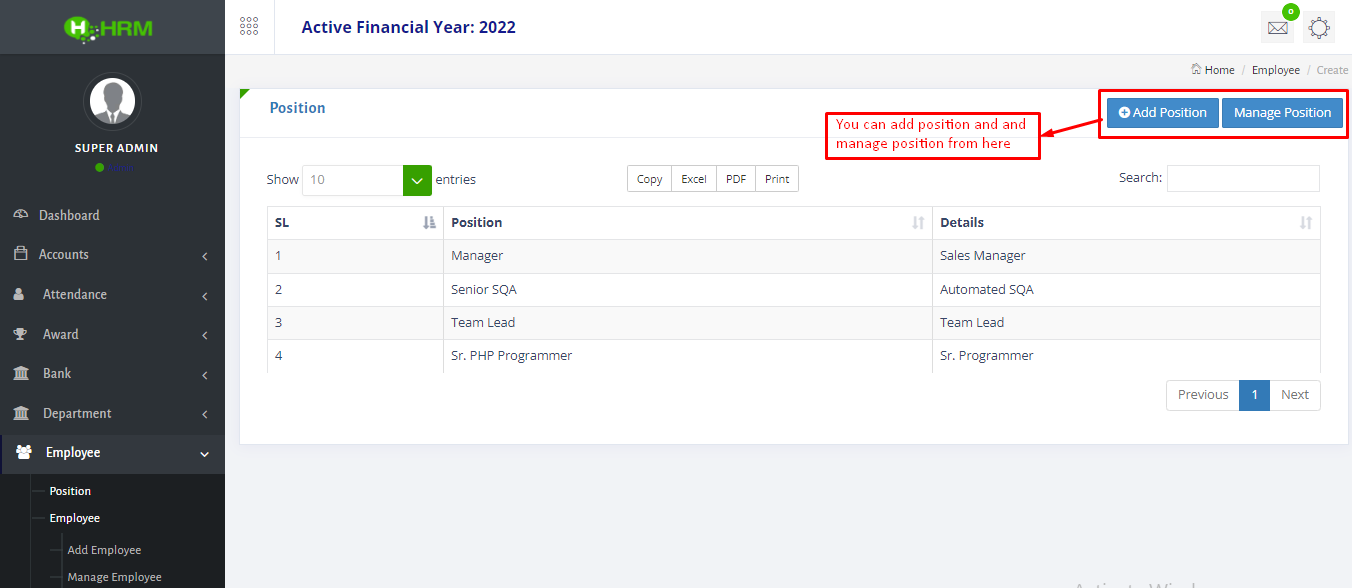 HRM
Active Financial Year: 2022
0
Home / Employee / Create
SUPER ADMIN
Position
Add Position
Manage Position
You can add position and and
manage position from here
Show 10 entries
Copy Excel PDF Print
Search:
SL Position Details
1 Manager Sales Manager
2 Senior SQA Automated SQA
3 Team Lead Team Lead
4 Sr. PHP Programmer Sr. Programmer
Previous 1 Next
Dashboard
Accounts
Attendance
Award
Bank
Department
Employee
Position
Employee
Add Employee
Manage Employee